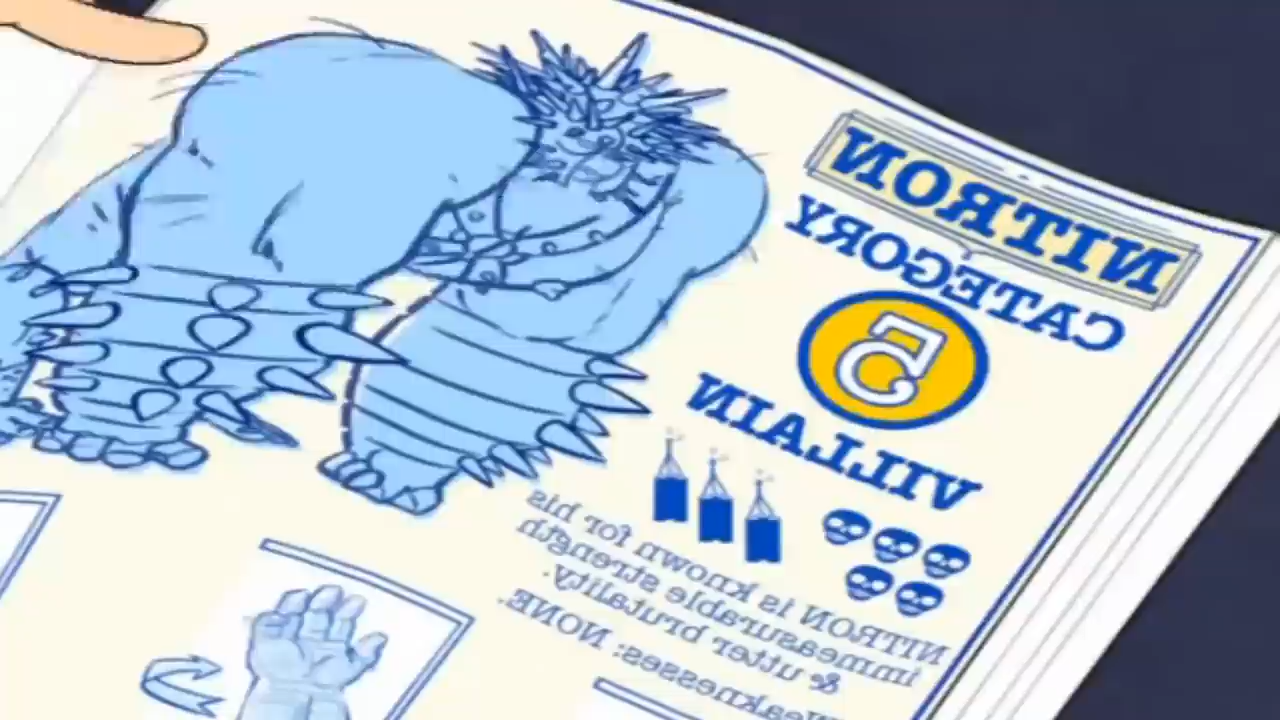 NITRON
CATEGORY
5
VILLAIN
NITRON is known for his
immeasurable strength
& utter brutality.
Weaknesses: NONE.